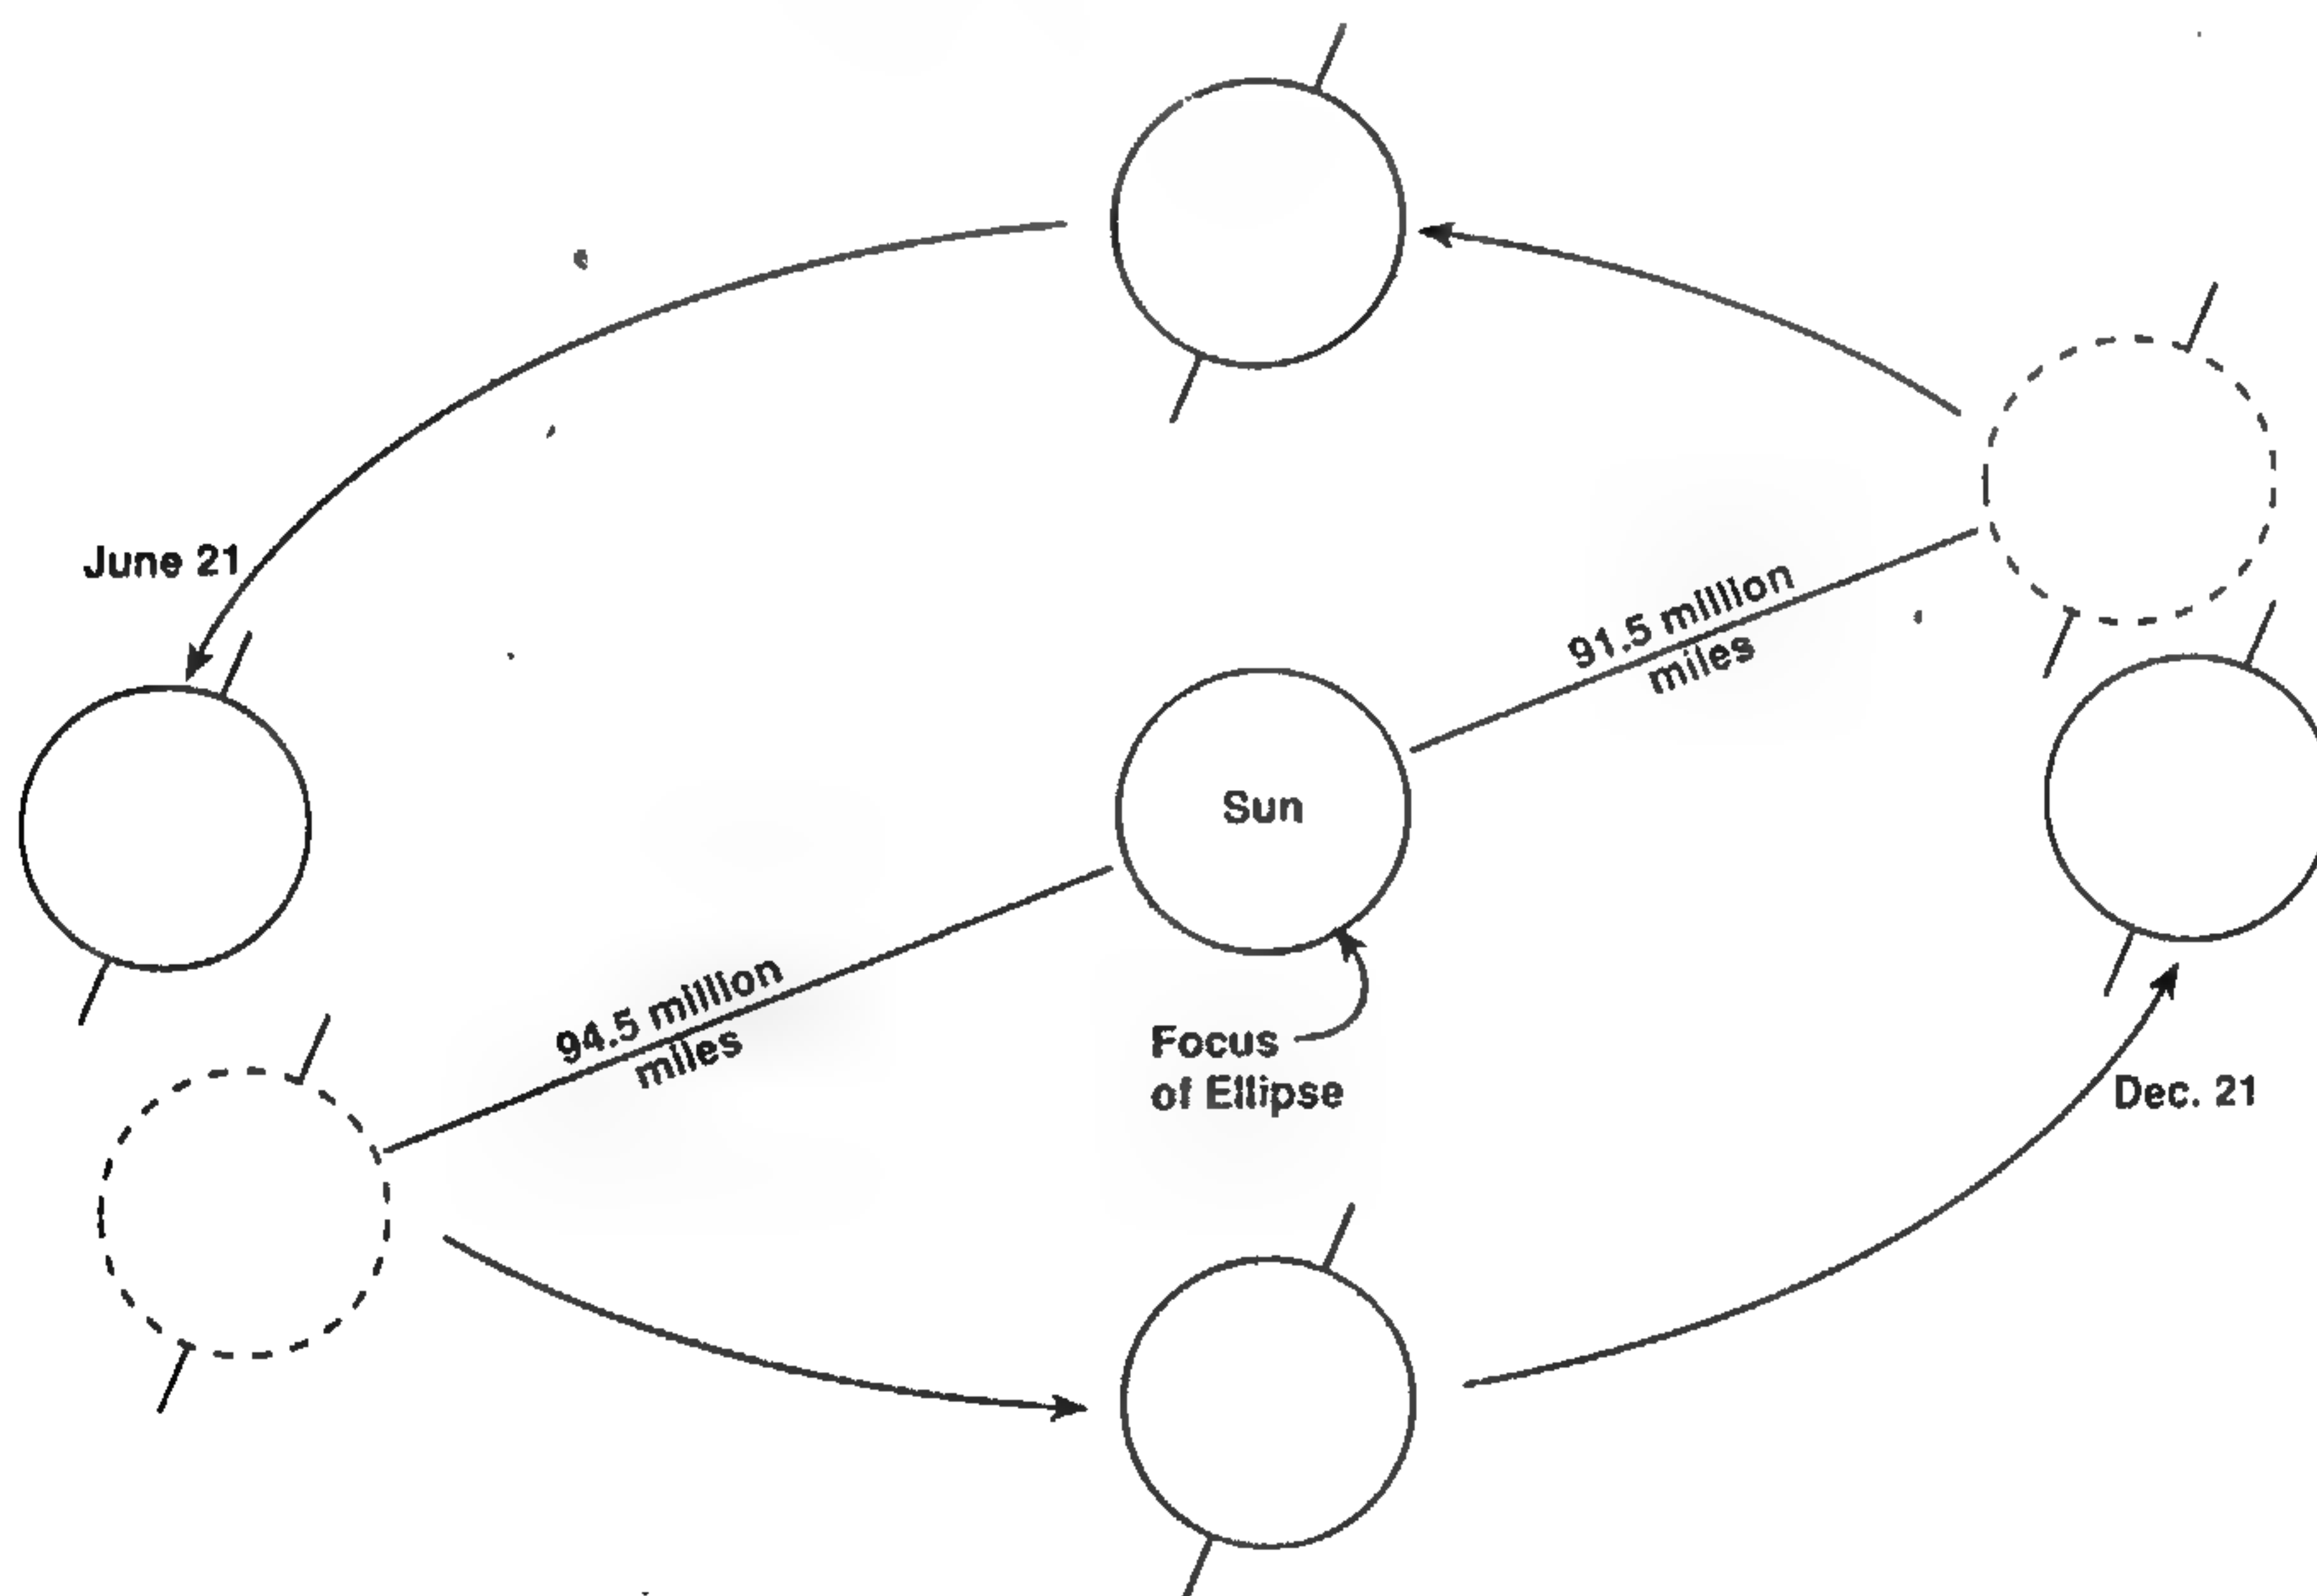 June 21
91.5 million
miles
Sun
94.5 million
miles
Focus
of Ellipse
Dec. 21